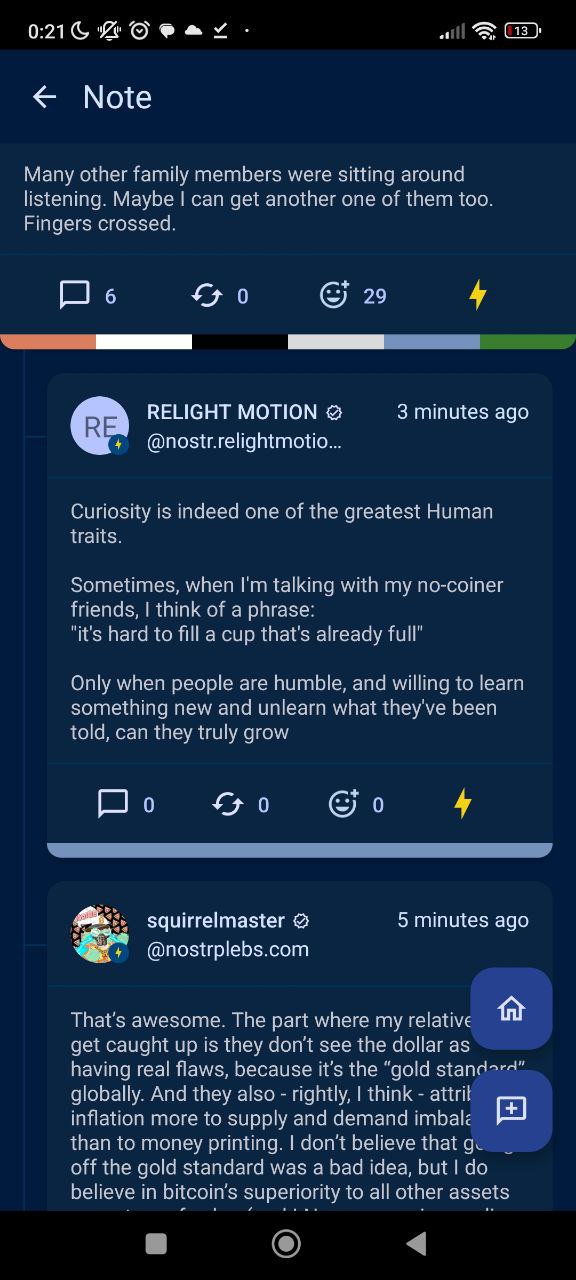 0:21
13
Note
Many other family members were sitting around
listening. Maybe I can get another one of them too.
Fingers crossed.
6 0 29
RE
RELIGHT MOTION 3 minutes ago
@nostr.relightmotio...
Curiosity is indeed one of the greatest Human
traits.
Sometimes, when I'm talking with my no-coiner
friends, I think of a phrase:
"it's hard to fill a cup that's already full"
Only when people are humble, and willing to learn
something new and unlearn what they've been
told, can they truly grow
0 0 0
squirrelmaster 5 minutes ago
@nostrplebs.com
That’s awesome. The part where my relative
get caught up is they don’t see the dollar as
having real flaws, because it’s the “gold standard”
globally. And they also - rightly, I think - attrib
inflation more to supply and demand imbala
than to money printing. I don’t believe that
off the gold standard was a bad idea, but I do
believe in bitcoin’s superiority to all other assets